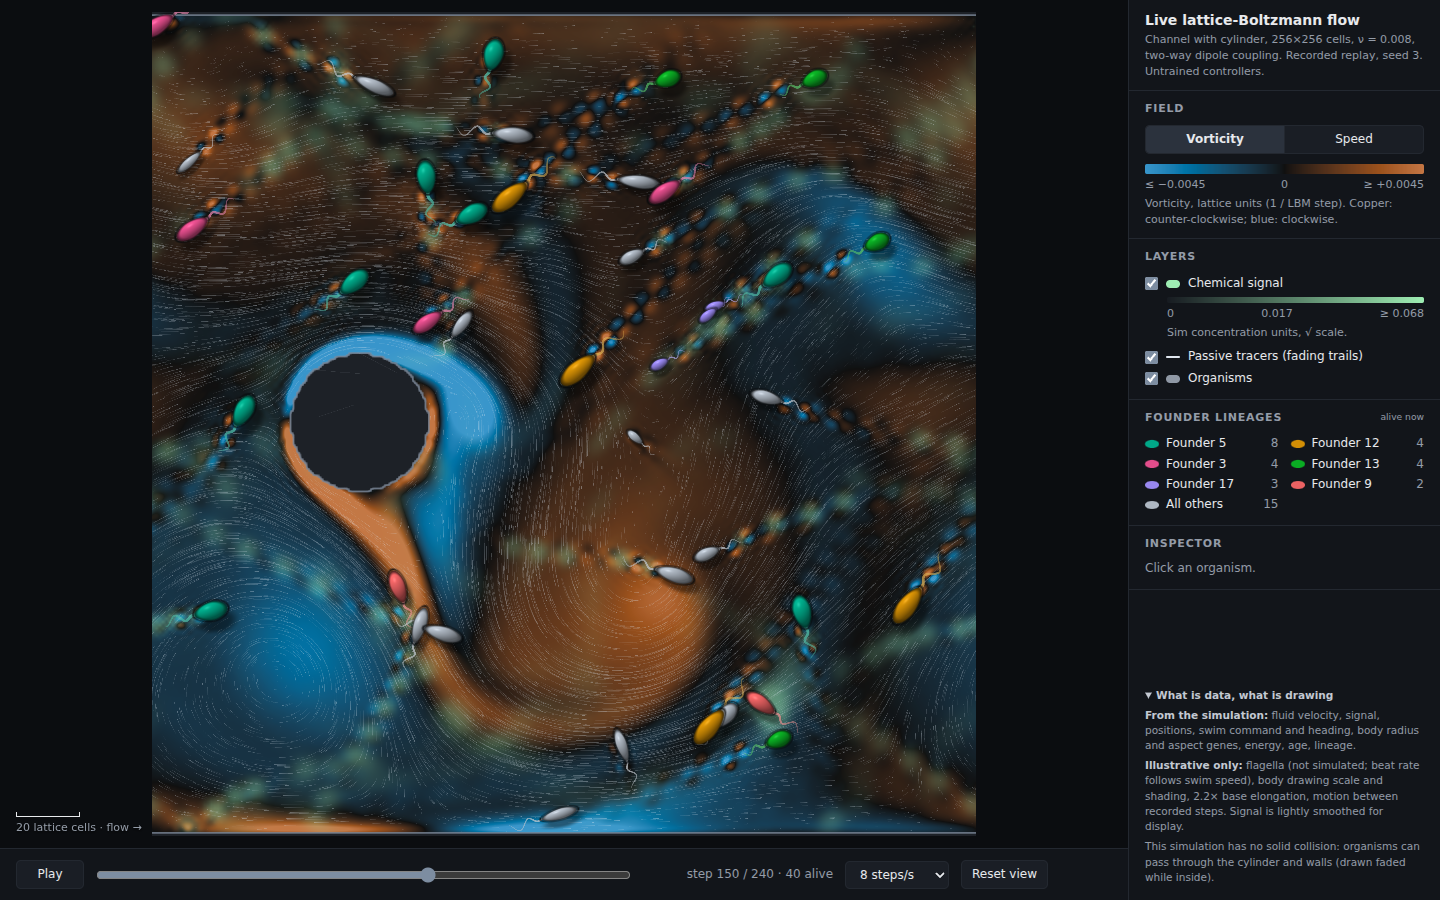 Live lattice-Boltzmann flow
Channel with cylinder, 256×256 cells, ν = 0.008,
two-way dipole coupling. Recorded replay, seed 3.
Untrained controllers.
FIELD
Vorticity Speed
≤ −0.0045 0 ≥ +0.0045
Vorticity, lattice units (1 / LBM step). Copper:
counter-clockwise; blue: clockwise.
LAYERS
Chemical signal
0 0.017 ≥ 0.068
Sim concentration units, √ scale.
Passive tracers (fading trails)
Organisms
FOUNDER LINEAGES alive now
Founder 5 8 Founder 12 4
Founder 3 4 Founder 13 4
Founder 17 3 Founder 9 2
All others 15
INSPECTOR
Click an organism.
▼ What is data, what is drawing
From the simulation: fluid velocity, signal,
positions, swim command and heading, body radius
and aspect genes, energy, age, lineage.
Illustrative only: flagella (not simulated; beat rate
follows swim speed), body drawing scale and
shading, 2.2× base elongation, motion between
recorded steps. Signal is lightly smoothed for
display.
This simulation has no solid collision: organisms can
pass through the cylinder and walls (drawn faded
while inside).
20 lattice cells · flow →
Play step 150 / 240 · 40 alive 8 steps/s Reset view